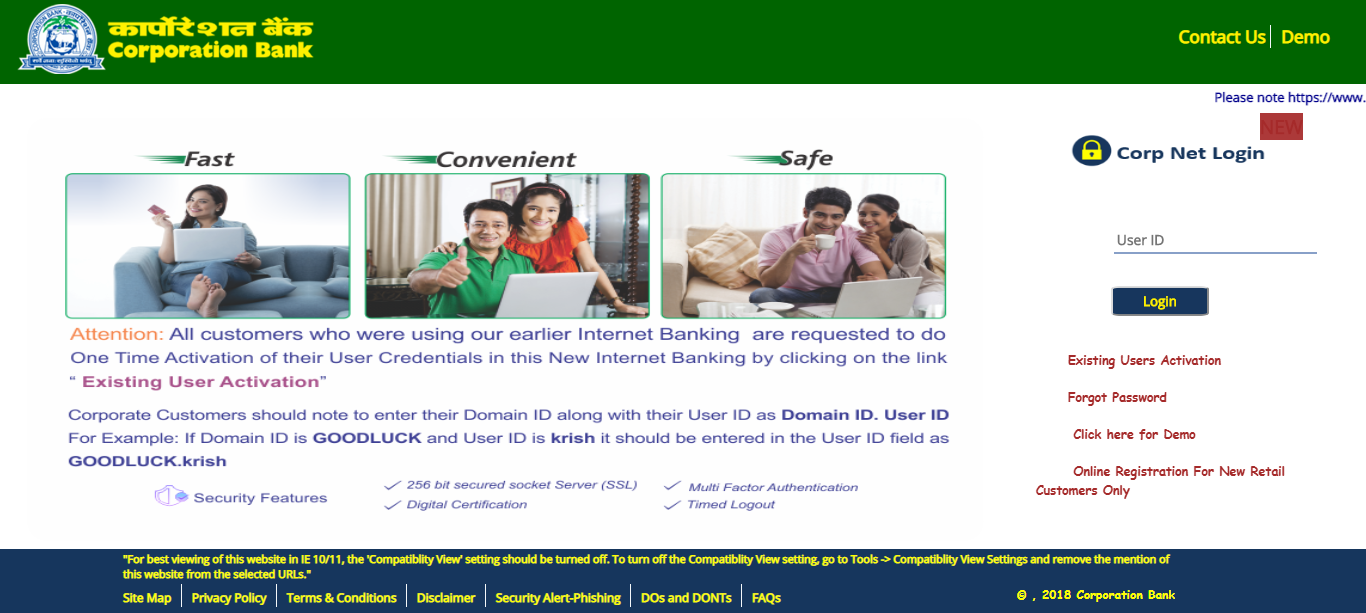 कार्पोरेशन बैंक
Corporation Bank
Contact Us
Demo
Please note https://www.
NEW
Corp Net Login
Fast
Convenient
Safe
User ID
Login
Attention: All customers who were using our earlier Internet Banking are requested to do
One Time Activation of their User Credentials in this New Internet Banking by clicking on the link
“ Existing User Activation”
Corporate Customers should note to enter their Domain ID along with their User ID as Domain ID. User ID
For Example: If Domain ID is GOODLUCK and User ID is krish it should be entered in the User ID field as
GOODLUCK.krish
Security Features
256 bit secured socket Server (SSL)
Multi Factor Authentication
Digital Certification
Timed Logout
Existing Users Activation
Forgot Password
Click here for Demo
Online Registration For New Retail
Customers Only
"For best viewing of this website in IE 10/11, the 'Compatiblity View' setting should be turned off. To turn off the Compatiblity View setting, go to Tools -> Compatiblity View Settings and remove the mention of
this website from the selected URLs."
Site Map
Privacy Policy
Terms & Conditions
Disclaimer
Security Alert-Phishing
DOs and DONTs
FAQs
© , 2018 Corporation Bank